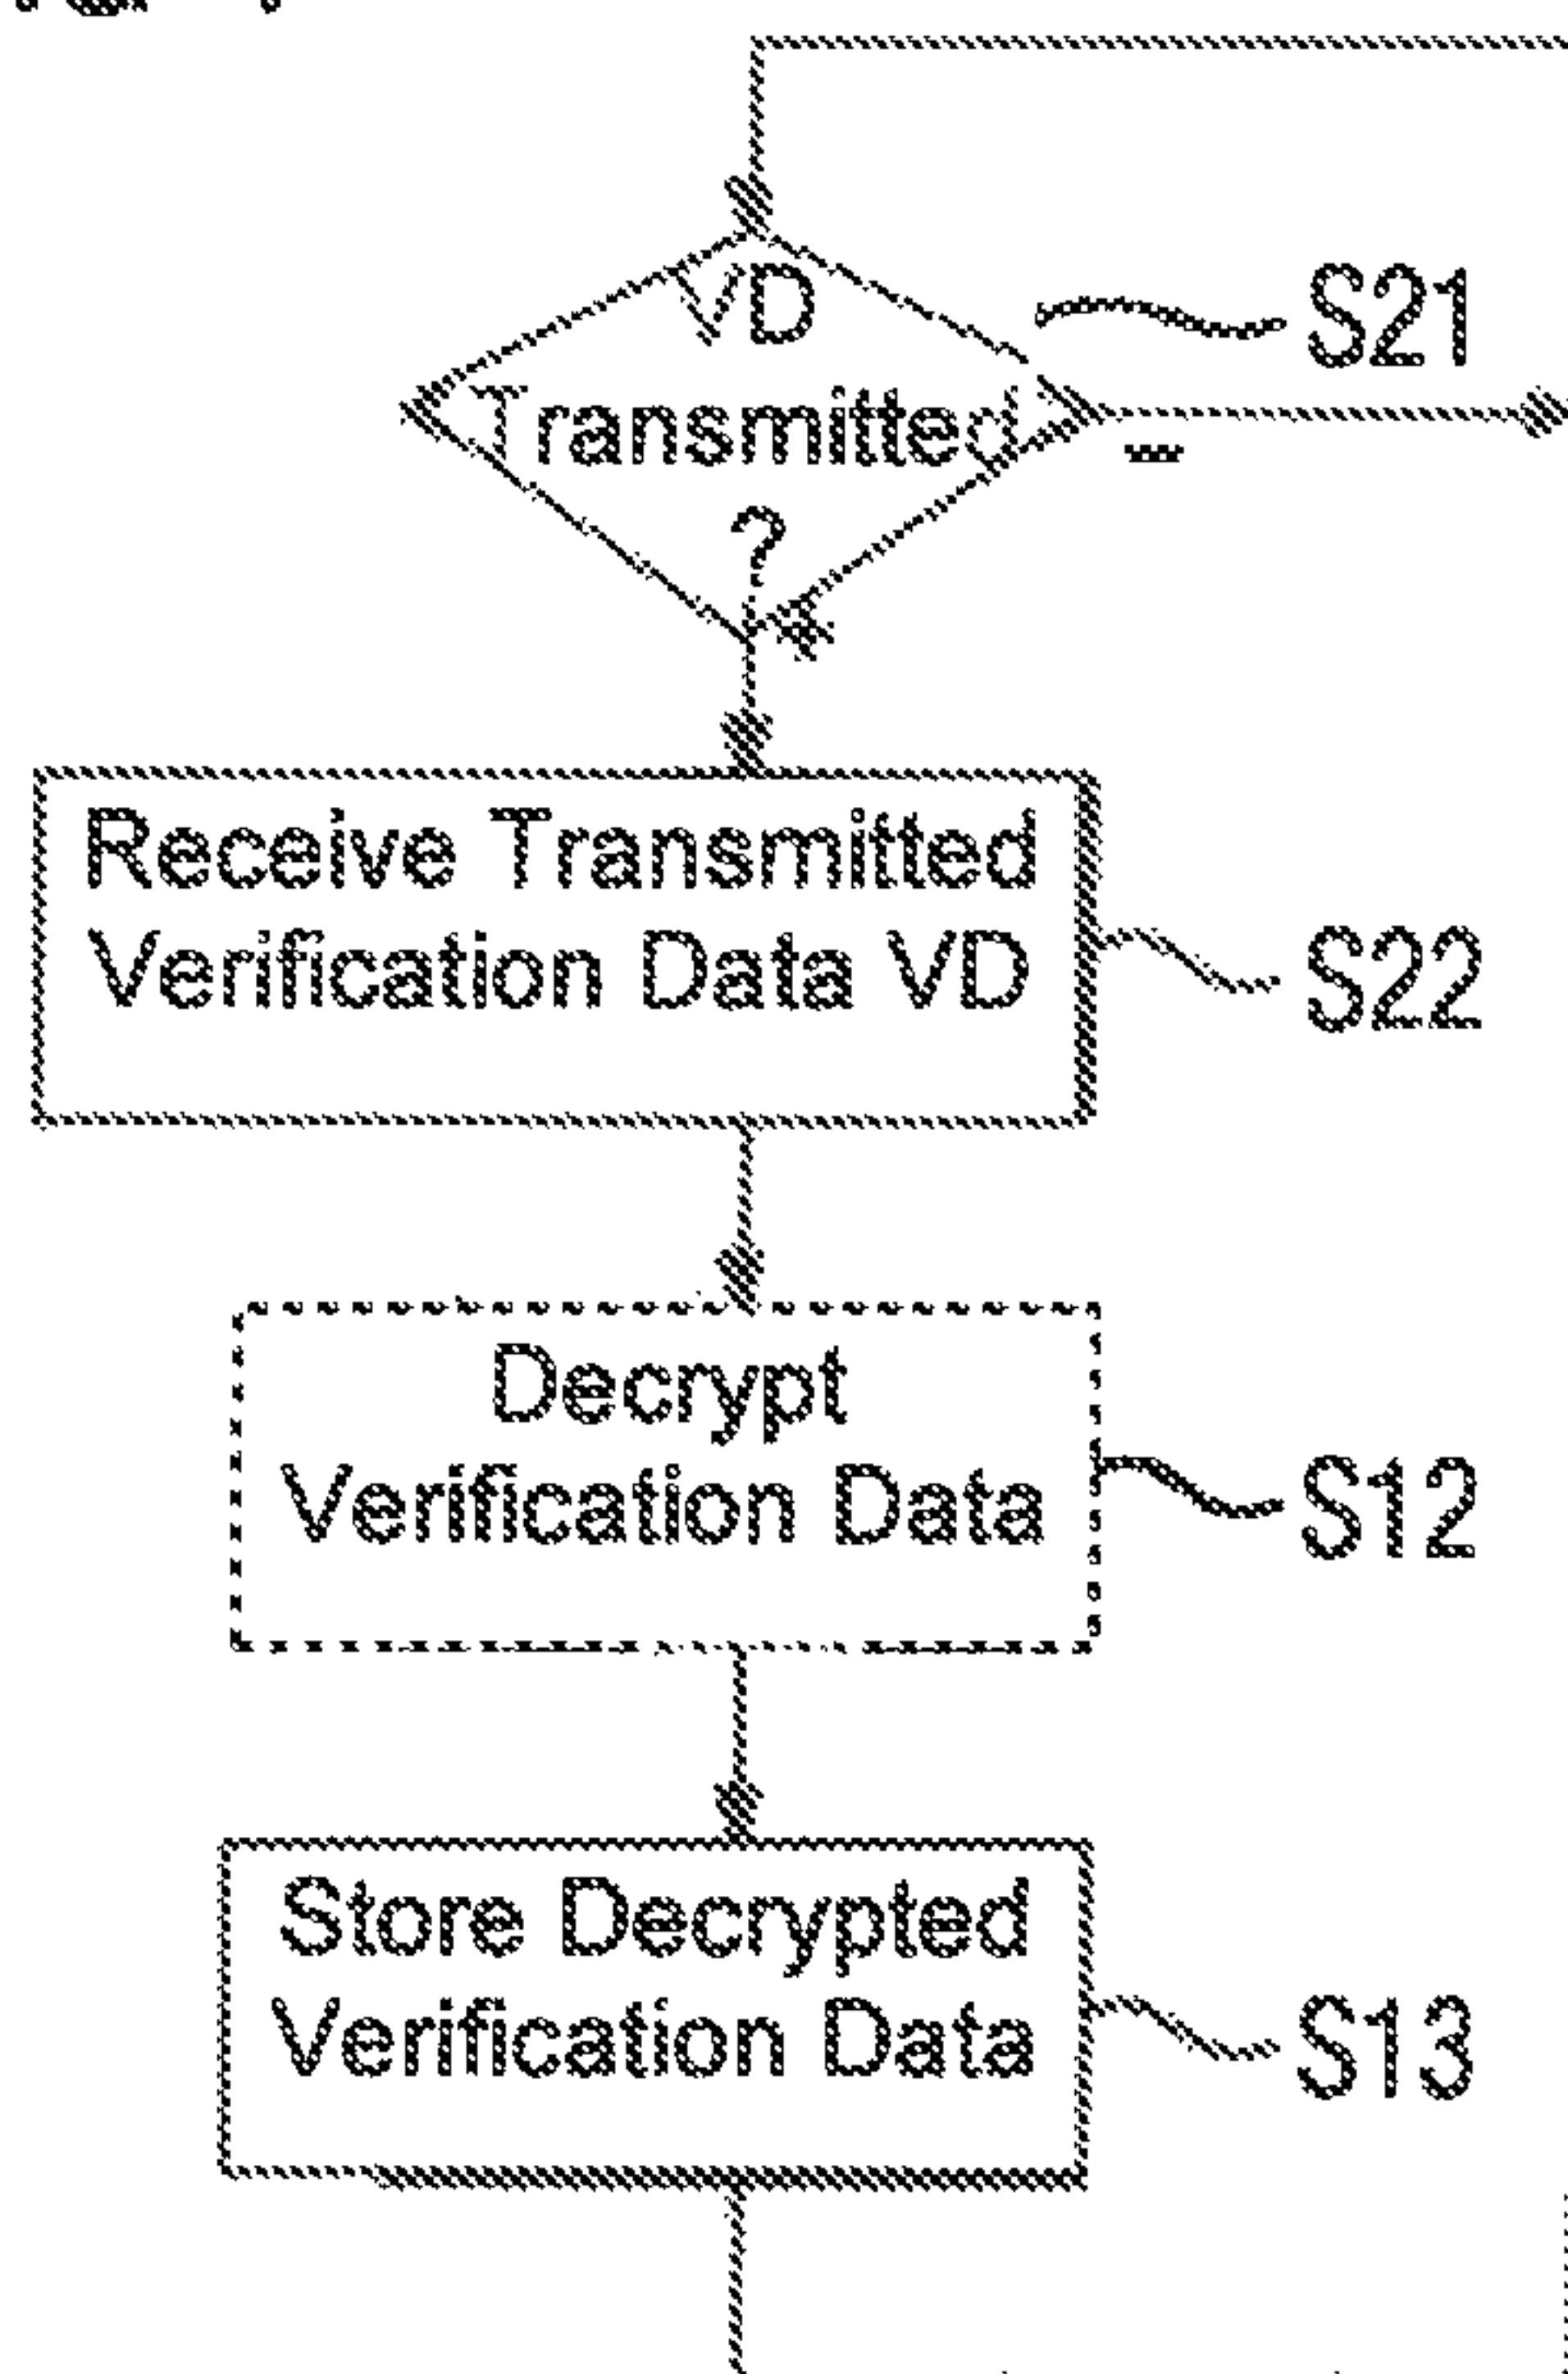 VD
Transmitted
?
S21
–
Receive Transmitted
Verification Data VD
S22
Decrypt
Verification Data
S12
Store Decrypted
Verification Data
S13